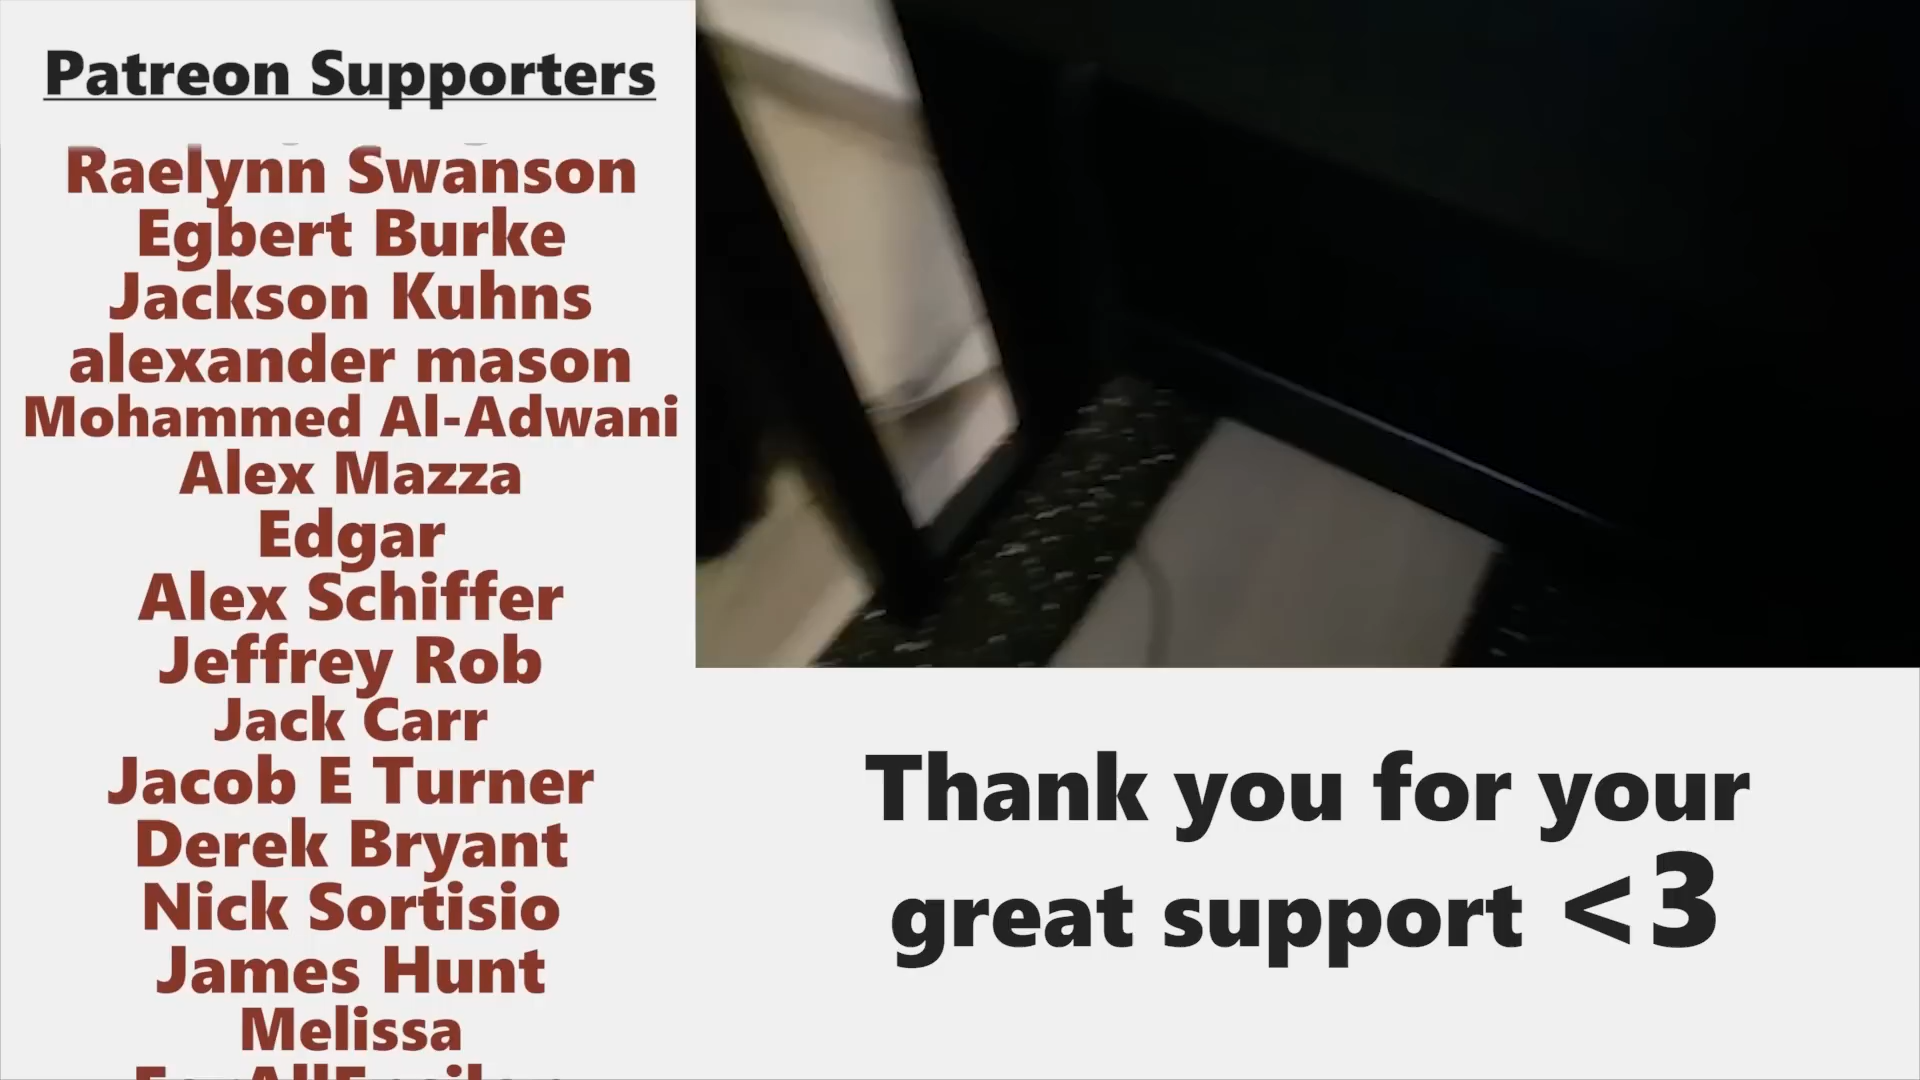 Patreon Supporters
Raelynn Swanson
Egbert Burke
Jackson Kuhns
alexander mason
Mohammed Al-Adwani
Alex Mazza
Edgar
Alex Schiffer
Jeffrey Rob
Jack Carr
Jacob E Turner
Derek Bryant
Nick Sortisio
James Hunt
Melissa
Thank you for your
great support <3